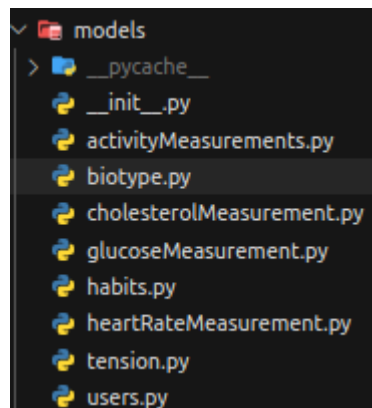 models
__pycache__
__init__.py
activityMeasurements.py
biotype.py
cholesterolMeasurement.py
glucoseMeasurement.py
habits.py
heartRateMeasurement.py
tension.py
users.py